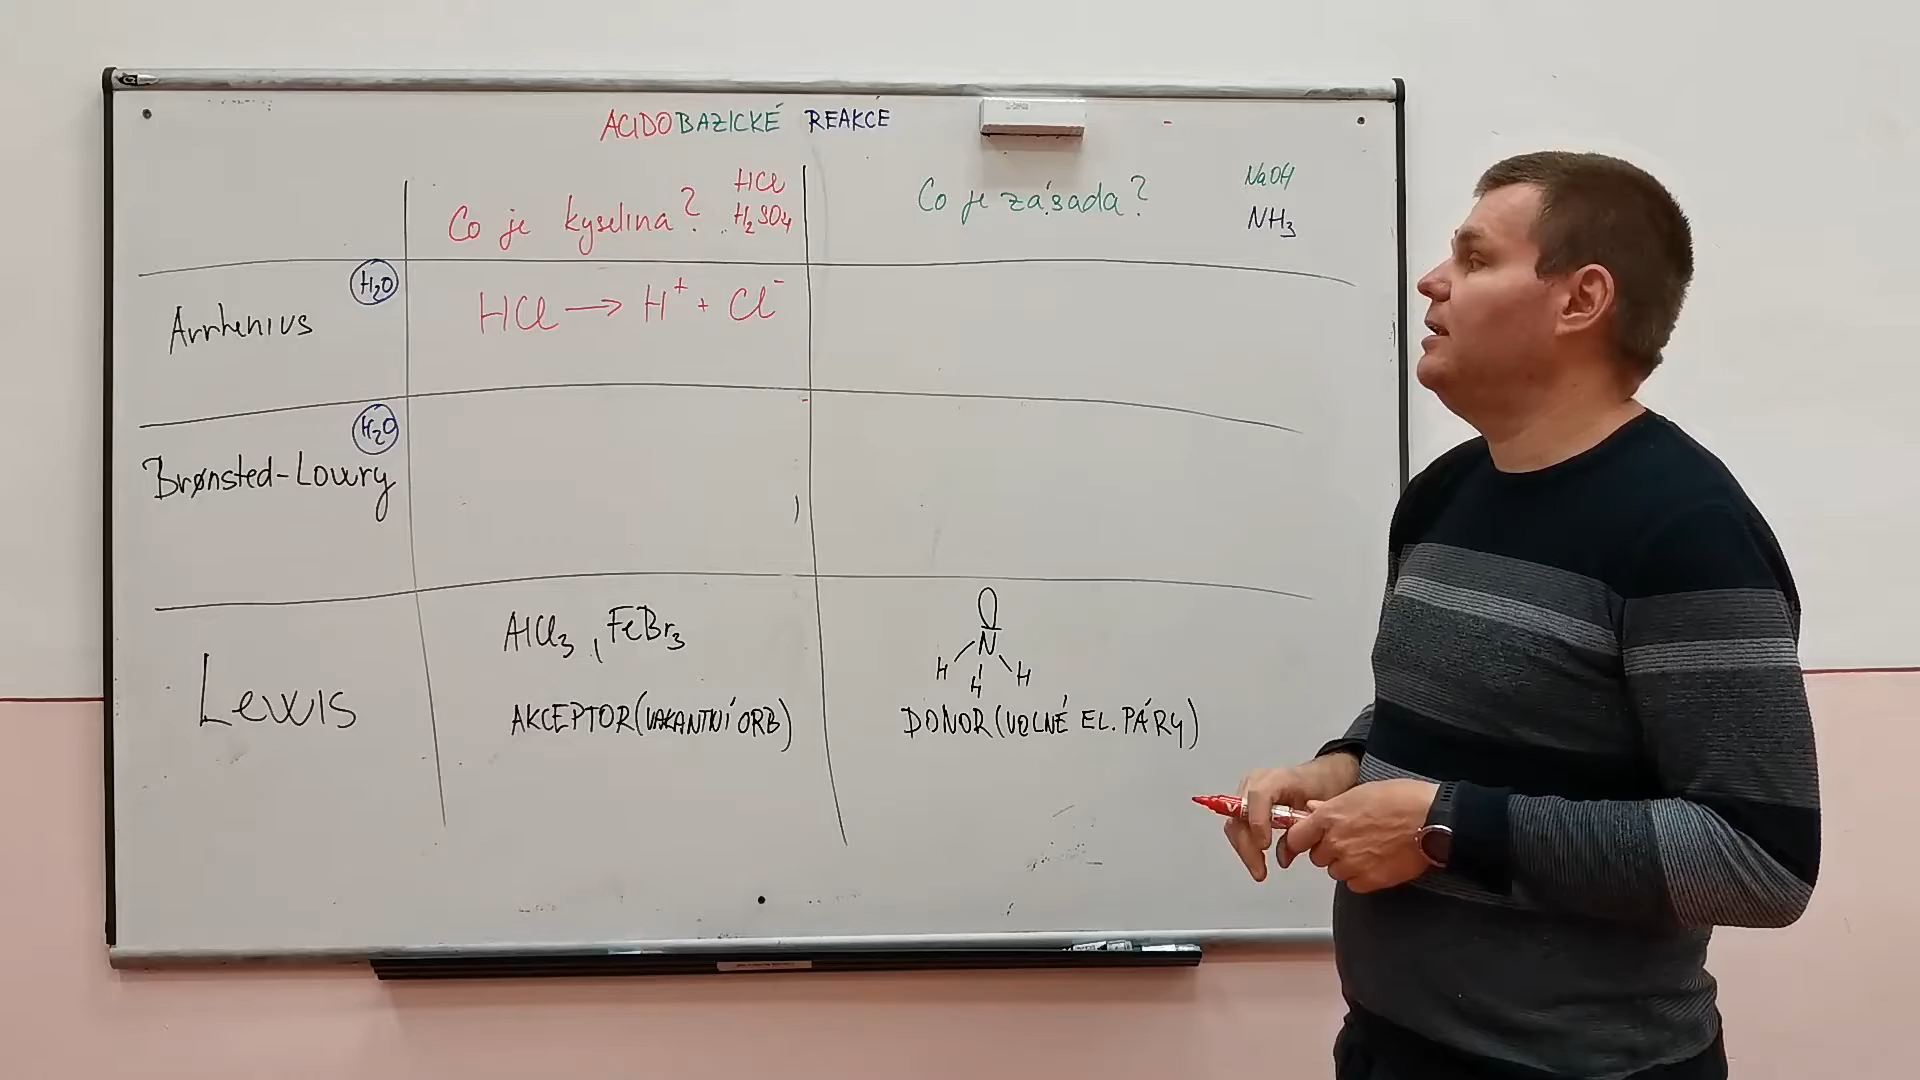 ACIDOBAZICKÉ REAKCE
Co je kyselina?
HCl
H₂SO₄
Co je zásada?
NaOH
NH₃
Arrhenius
H₂O
HCl → H⁺ + Cl⁻
Brønsted-Lowry
H₂O
Lewis
AlCl₃, FeBr₃
AKCEPTOR (VAKANTNÍ ORB)
N
H H H
DONOR (VOLNÉ EL. PÁRY)